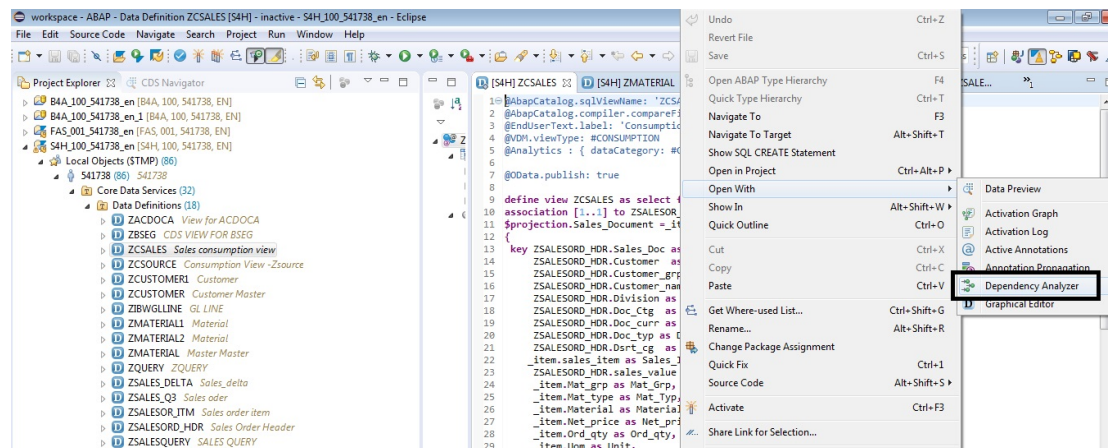 workspace - ABAP - Data Definition ZCSALES [S4H] - inactive - S4H_100_541738_en - Eclipse
File Edit Source Code Navigate Search Project Run Window Help
Project Explorer CDS Navigator
B4A_100_541738_en [B4A, 100, 541738, EN]
B4A_100_541738_en_1 [B4A, 100, 541738, EN]
FAS_001_541738_en [FAS, 001, 541738, EN]
S4H_100_541738_en [S4H, 100, 541738, EN]
Local Objects ($TMP) (86)
541738 (86) 541738
Core Data Services (32)
Data Definitions (18)
ZACDOCA View for ACDOCA
ZBSEG CDS VIEW FOR BSEG
ZCSALES Sales consumption view
ZCSOURCE Consumption View -Zsource
ZCUSTOMER1 Customer
ZCUSTOMER Customer Master
ZIBWGLLINE GL LINE
ZMATERIAL1 Material
ZMATERIAL2 Material
ZMATERIAL Master Master
ZQUERY ZQUERY
ZSALES_DELTA Sales_delta
ZSALES_Q3 Sales oder
ZSALESOR_ITM Sales order item
ZSALESORD_HDR Sales Order Header
ZSALESQUERY SALES QUERY
[S4H] ZCSALES [S4H] ZMATERIAL
1 @AbapCatalog.sqlViewName: 'ZCSA
2 @AbapCatalog.compiler.compareFi
3 @EndUserText.label: 'Consumptio
4 @VDM.viewType: #CONSUMPTION
5 @Analytics : { dataCategory: #C
6
7 @OData.publish: true
8
9 define view ZCSALES as select f
10 association [1..1] to ZSALESOR_
11 $projection.Sales_Document =_it
12 {
13 key ZSALESORD_HDR.Sales_Doc as
14 ZSALESORD_HDR.Customer as
15 ZSALESORD_HDR.Customer_grp
16 ZSALESORD_HDR.Customer_nam
17 ZSALESORD_HDR.Division as
18 ZSALESORD_HDR.Doc_Ctg as
19 ZSALESORD_HDR.Doc_curr as
20 ZSALESORD_HDR.Doc_typ as D
21 ZSALESORD_HDR.Dsrt_cg as
22 _item.sales_item as Sales_I
23 ZSALESORD_HDR.sales_value
24 _item.Mat_grp as Mat_Grp,
25 _item.Mat_type as Mat_Typ,
26 _item.Material as Material
27 _item.Net_price as Net_pri
28 _item.Ord_qty as Ord_qty,
29 _item.Uom as Unit,
Undo Ctrl+Z
Revert File
Save Ctrl+S
Open ABAP Type Hierarchy F4
Quick Type Hierarchy Ctrl+T
Navigate To F3
Navigate To Target Alt+Shift+T
Show SQL CREATE Statement
Open in Project Ctrl+Alt+P
Open With
Show In Alt+Shift+W
Quick Outline Ctrl+O
Cut Ctrl+X
Copy Ctrl+C
Paste Ctrl+V
Get Where-used List... Ctrl+Shift+G
Rename... Alt+Shift+R
Change Package Assignment
Quick Fix Ctrl+1
Source Code Alt+Shift+S
Activate Ctrl+F3
Share Link for Selection...
Data Preview
Activation Graph
Activation Log
Active Annotations
Annotation Propagation
Dependency Analyzer
Graphical Editor